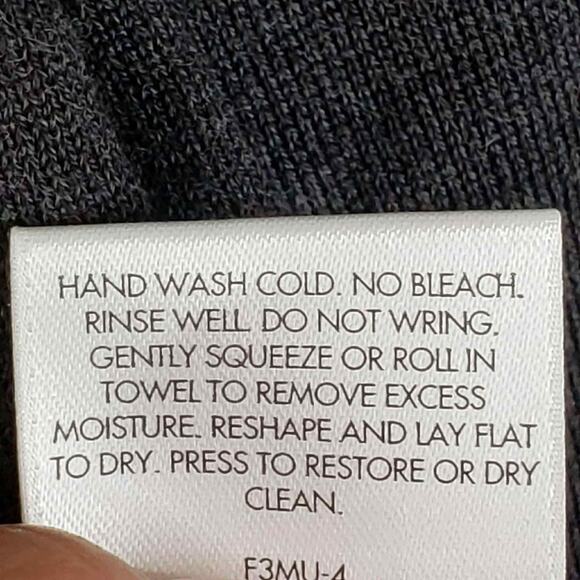 HAND WASH COLD. NO BLEACH.
RINSE WELL. DO NOT WRING.
GENTLY SQUEEZE OR ROLL IN
TOWEL TO REMOVE EXCESS
MOISTURE. RESHAPE AND LAY FLAT
TO DRY. PRESS TO RESTORE OR DRY
CLEAN.
F3MU-4